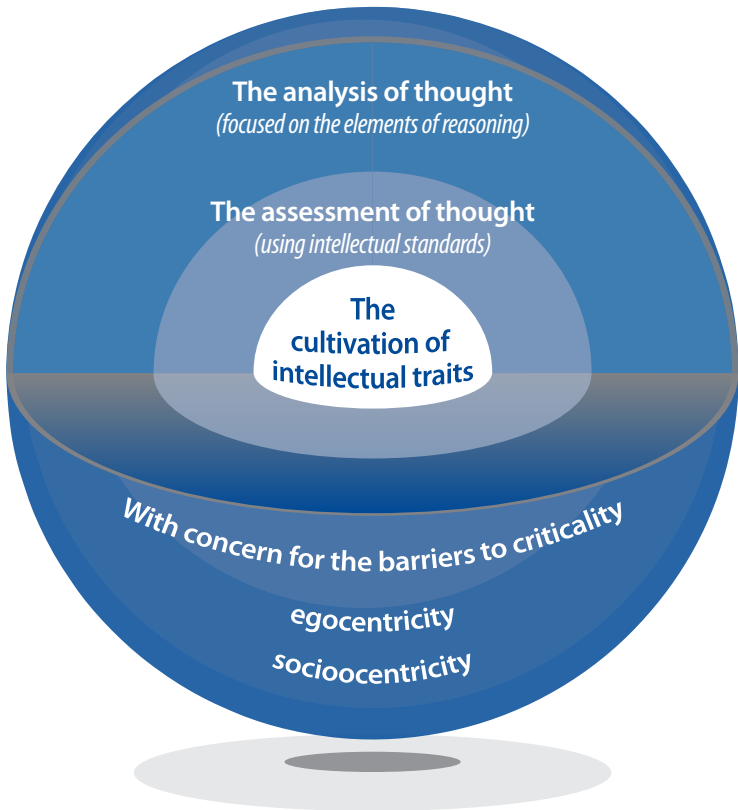 The analysis of thought
(focused on the elements of reasoning)
The assessment of thought
(using intellectual standards)
The
cultivation of
intellectual traits
With concern for the barriers to criticality
egocentricity
socioocentricity